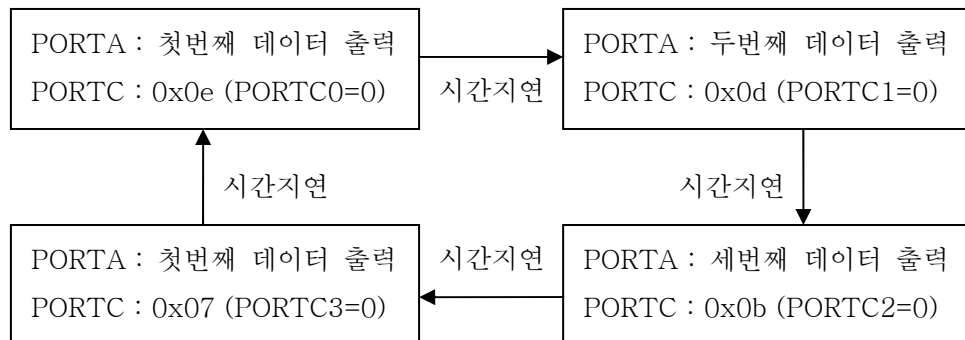 PORTA : 첫번째 데이터 출력
PORTC : 0x0e (PORTC0=0)
시간지연
PORTA : 두번째 데이터 출력
PORTC : 0x0d (PORTC1=0)
시간지연
시간지연
PORTA : 첫번째 데이터 출력
PORTC : 0x07 (PORTC3=0)
시간지연
PORTA : 세번째 데이터 출력
PORTC : 0x0b (PORTC2=0)